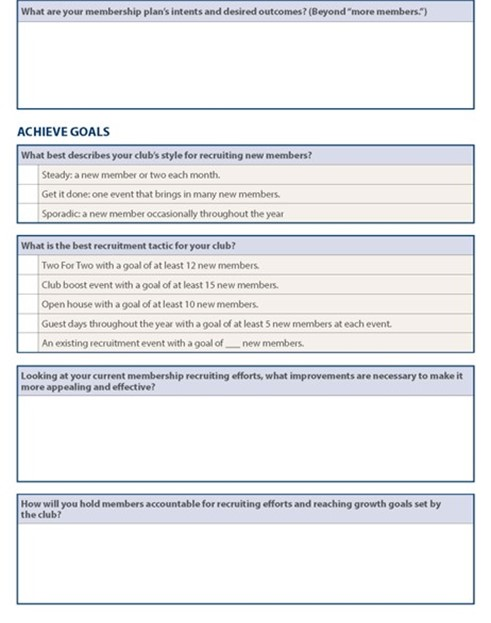 What are your membership plan's intents and desired outcomes? (Beyond "more members.")
ACHIEVE GOALS
What best describes your club's style for recruiting new members?
Steady: a new member or two each month.
Get it done: one event that brings in many new members.
Sporadic: a new member occasionally throughout the year
What is the best recruitment tactic for your club?
Two For Two with a goal of at least 12 new members.
Club boost event with a goal of at least 15 new members.
Open house with a goal of at least 10 new members.
Guest days throughout the year with a goal of at least 5 new members at each event.
An existing recruitment event with a goal of ___ new members.
Looking at your current membership recruiting efforts, what improvements are necessary to make it
more appealing and effective?
How will you hold members accountable for recruiting efforts and reaching growth goals set by
the club?